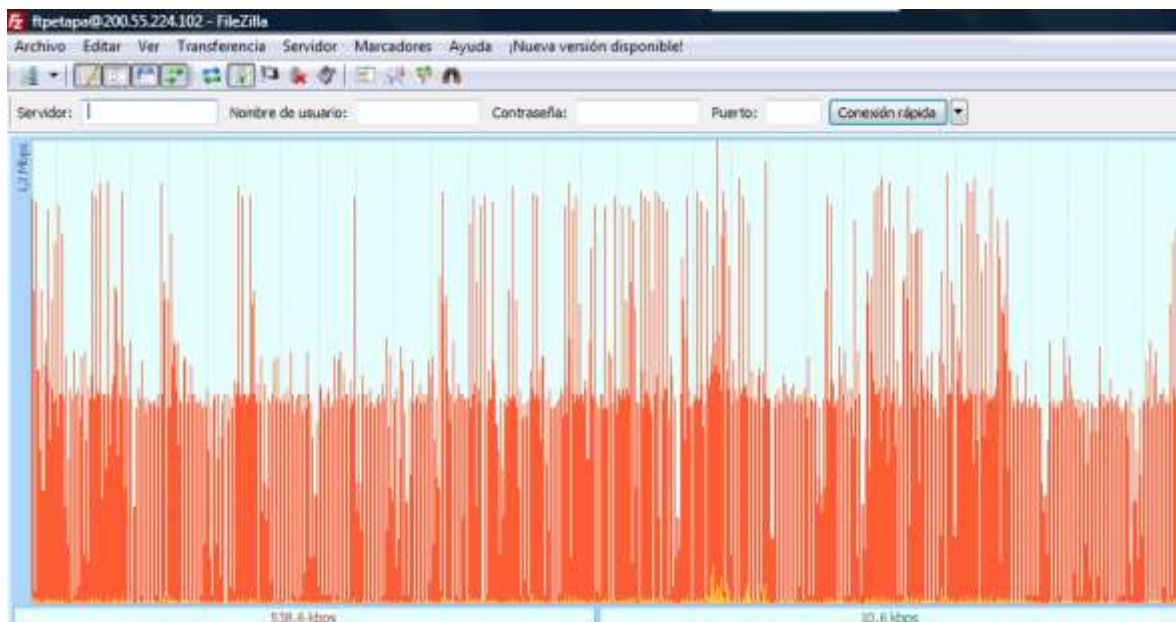 ftpetapa@200.55.224.102 - FileZilla
Archivo Editar Ver Transferencia Servidor Marcadores Ayuda ¡Nueva versión disponible!
Servidor: Nombre de usuario: Contraseña: Puerto: Conexión rápida
1,2 Mbps
538,6 kbps 10,6 kbps